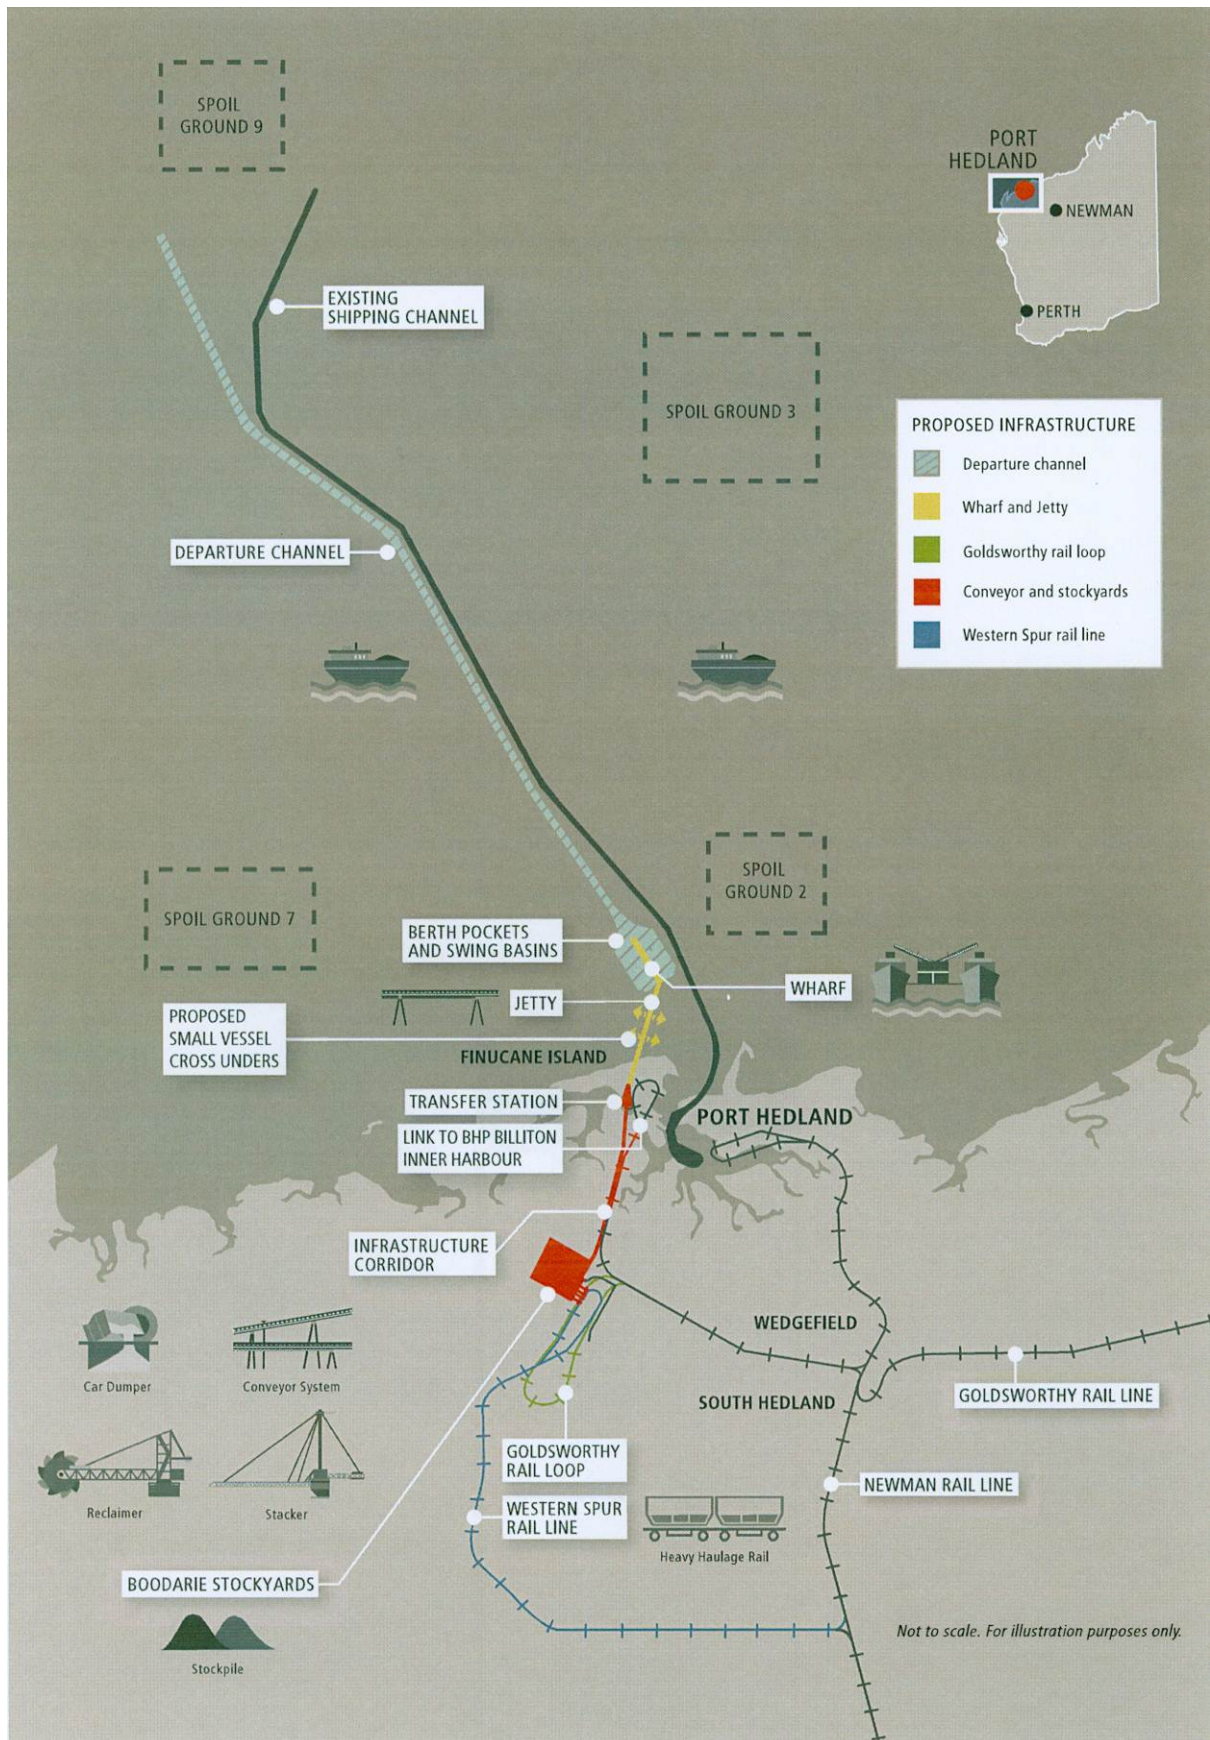 SPOIL
GROUND 9
PORT
HEDLAND
NEWMAN
PERTH
EXISTING
SHIPPING CHANNEL
SPOIL GROUND 3
PROPOSED INFRASTRUCTURE
Departure channel
Wharf and Jetty
Goldsworthy rail loop
Conveyor and stockyards
Western Spur rail line
DEPARTURE CHANNEL
SPOIL
GROUND 2
SPOIL GROUND 7
BERTH POCKETS
AND SWING BASINS
WHARF
JETTY
PROPOSED
SMALL VESSEL
CROSS UNDERS
FINUCANE ISLAND
TRANSFER STATION
PORT HEDLAND
LINK TO BHP BILLITON
INNER HARBOUR
INFRASTRUCTURE
CORRIDOR
WEDGEFIELD
Car Dumper
Conveyor System
SOUTH HEDLAND
GOLDSWORTHY RAIL LINE
GOLDSWORTHY
RAIL LOOP
NEWMAN RAIL LINE
Reclaimer
Stacker
WESTERN SPUR
RAIL LINE
Heavy Haulage Rail
BOODARIE STOCKYARDS
Not to scale. For illustration purposes only.
Stockpile